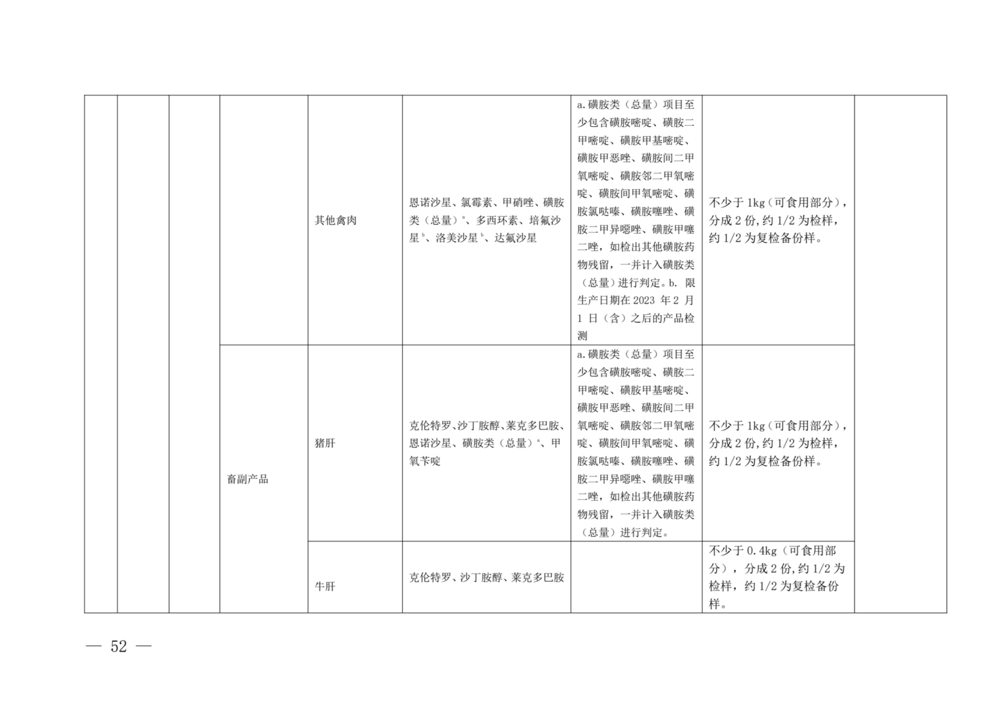 其他禽肉
恩诺沙星、氯霉素、甲硝唑、磺胺
类（总量）ᵃ、多西环素、培氟沙
星ᵇ、洛美沙星ᵇ、达氟沙星
a.磺胺类（总量）项目至
少包含磺胺嘧啶、磺胺二
甲嘧啶、磺胺甲基嘧啶、
磺胺甲恶唑、磺胺间二甲
氧嘧啶、磺胺邻二甲氧嘧
啶、磺胺间甲氧嘧啶、磺
胺氯哒嗪、磺胺噻唑、磺
胺二甲异噁唑、磺胺甲噻
二唑，如检出其他磺胺药
物残留，一并计入磺胺类
（总量）进行判定。b. 限
生产日期在 2023 年 2 月
1 日（含）之后的产品检
测
不少于 1kg（可食用部分），
分成 2 份,约 1/2 为检样，
约 1/2 为复检备份样。
畜副产品
猪肝
克伦特罗、沙丁胺醇、莱克多巴胺、
恩诺沙星、磺胺类（总量）ᵃ、甲
氧苄啶
a.磺胺类（总量）项目至
少包含磺胺嘧啶、磺胺二
甲嘧啶、磺胺甲基嘧啶、
磺胺甲恶唑、磺胺间二甲
氧嘧啶、磺胺邻二甲氧嘧
啶、磺胺间甲氧嘧啶、磺
胺氯哒嗪、磺胺噻唑、磺
胺二甲异噁唑、磺胺甲噻
二唑，如检出其他磺胺药
物残留，一并计入磺胺类
（总量）进行判定。
不少于 1kg（可食用部分），
分成 2 份,约 1/2 为检样，
约 1/2 为复检备份样。
牛肝
克伦特罗、沙丁胺醇、莱克多巴胺
不少于 0.4kg（可食用部
分），分成 2 份,约 1/2 为
检样，约 1/2 为复检备份
样。
— 52 —